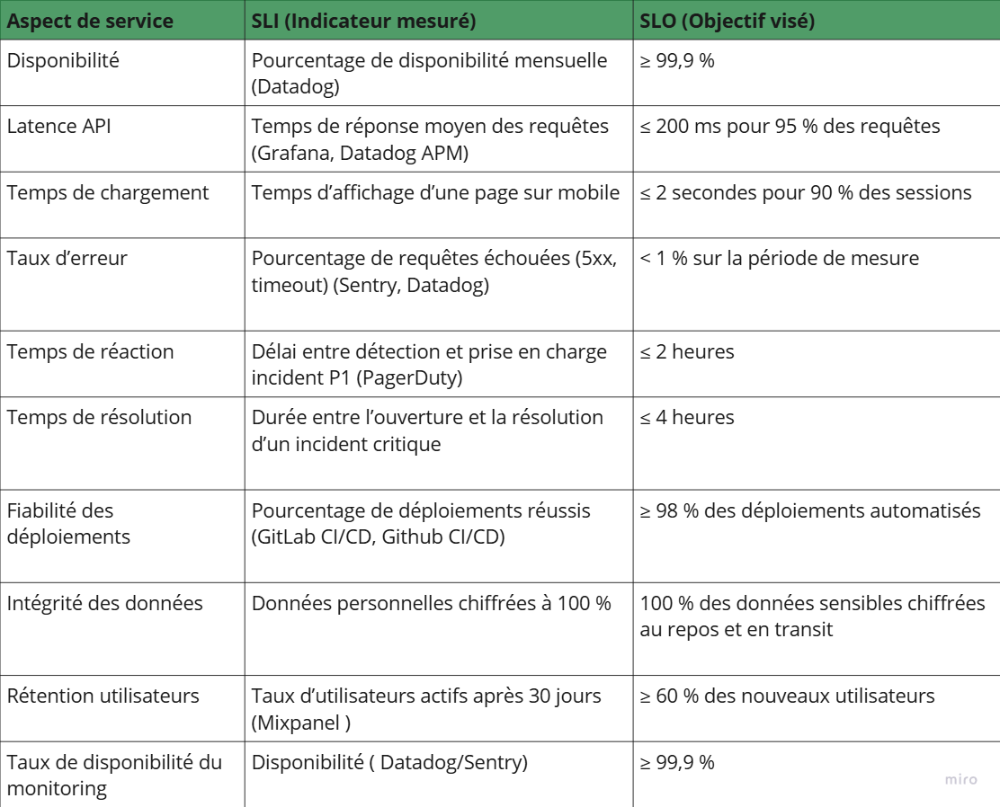 Aspect de service
SLI (Indicateur mesuré)
SLO (Objectif visé)
Disponibilité
Pourcentage de disponibilité mensuelle
(Datadog)
≥ 99,9 %
Latence API
Temps de réponse moyen des requêtes
(Grafana, Datadog APM)
≤ 200 ms pour 95 % des requêtes
Temps de chargement
Temps d’affichage d’une page sur mobile
≤ 2 secondes pour 90 % des sessions
Taux d’erreur
Pourcentage de requêtes échouées (5xx,
timeout) (Sentry, Datadog)
< 1 % sur la période de mesure
Temps de réaction
Délai entre détection et prise en charge
incident P1 (PagerDuty)
≤ 2 heures
Temps de résolution
Durée entre l’ouverture et la résolution
d’un incident critique
≤ 4 heures
Fiabilité des
déploiements
Pourcentage de déploiements réussis
(GitLab CI/CD, Github CI/CD)
≥ 98 % des déploiements automatisés
Intégrité des données
Données personnelles chiffrées à 100 %
100 % des données sensibles chiffrées
au repos et en transit
Rétention utilisateurs
Taux d’utilisateurs actifs après 30 jours
(Mixpanel )
≥ 60 % des nouveaux utilisateurs
Taux de disponibilité du
monitoring
Disponibilité ( Datadog/Sentry)
≥ 99,9 %
miro